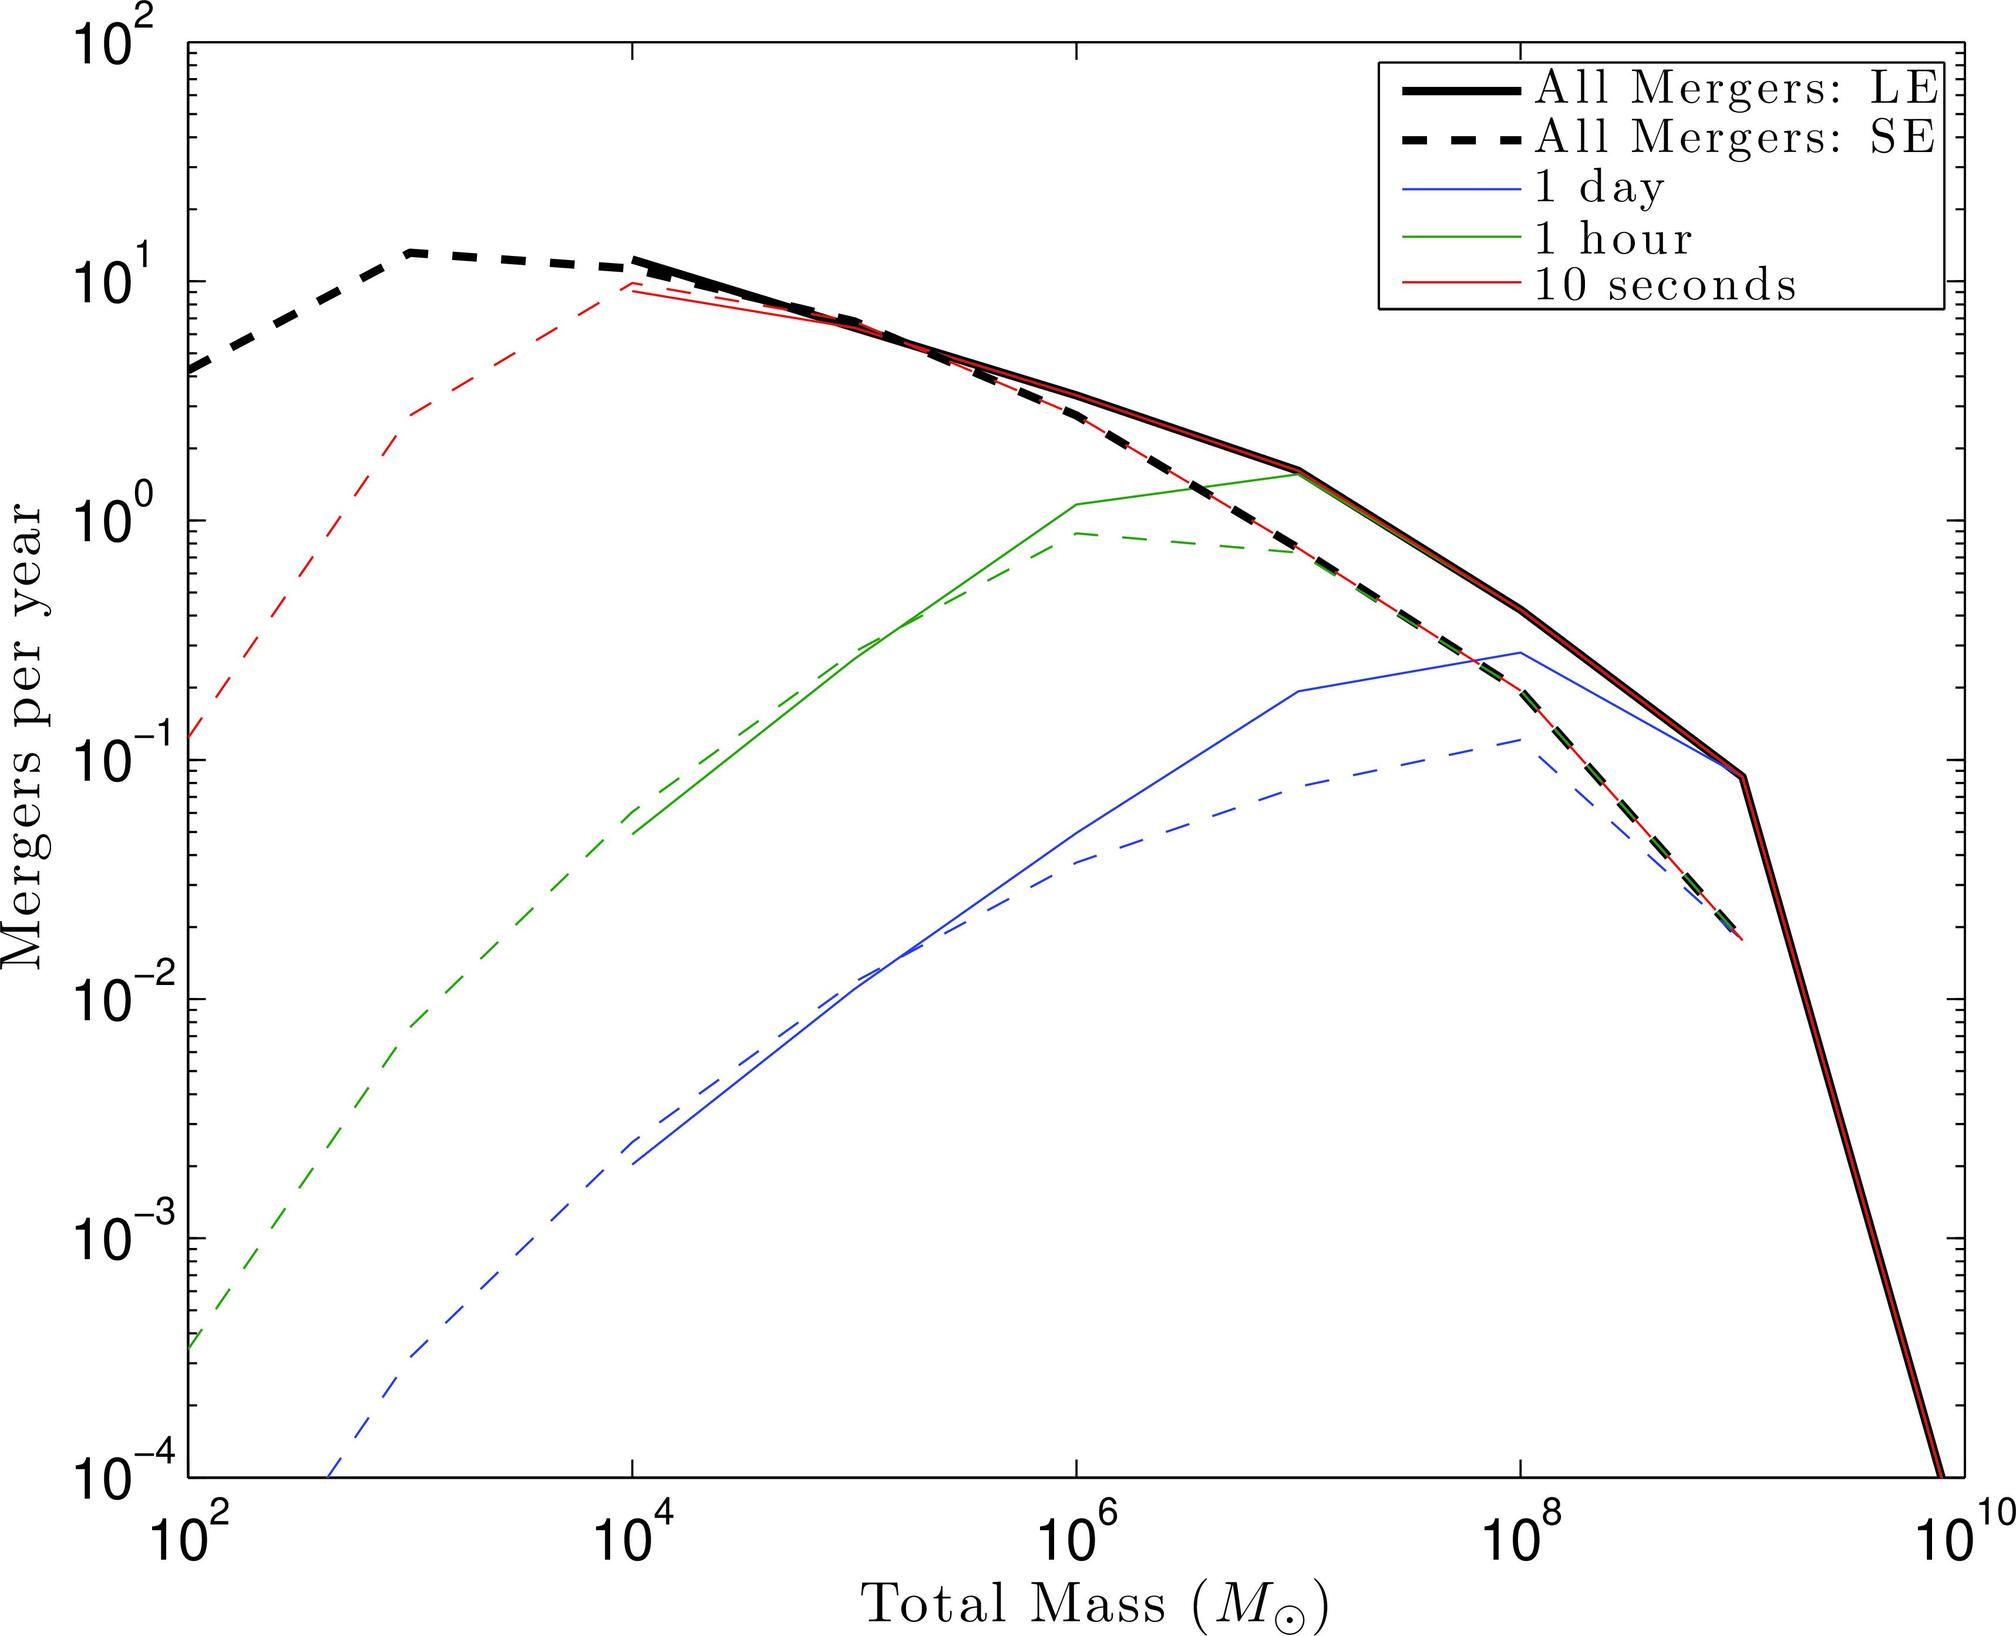 10^2
10^1
10^0
10^−1
10^−2
10^−3
10^−4
Mergers per year
All Mergers: LE
All Mergers: SE
1 day
1 hour
10 seconds
10^2 10^4 10^6 10^8 10^10
Total Mass (M⊙)